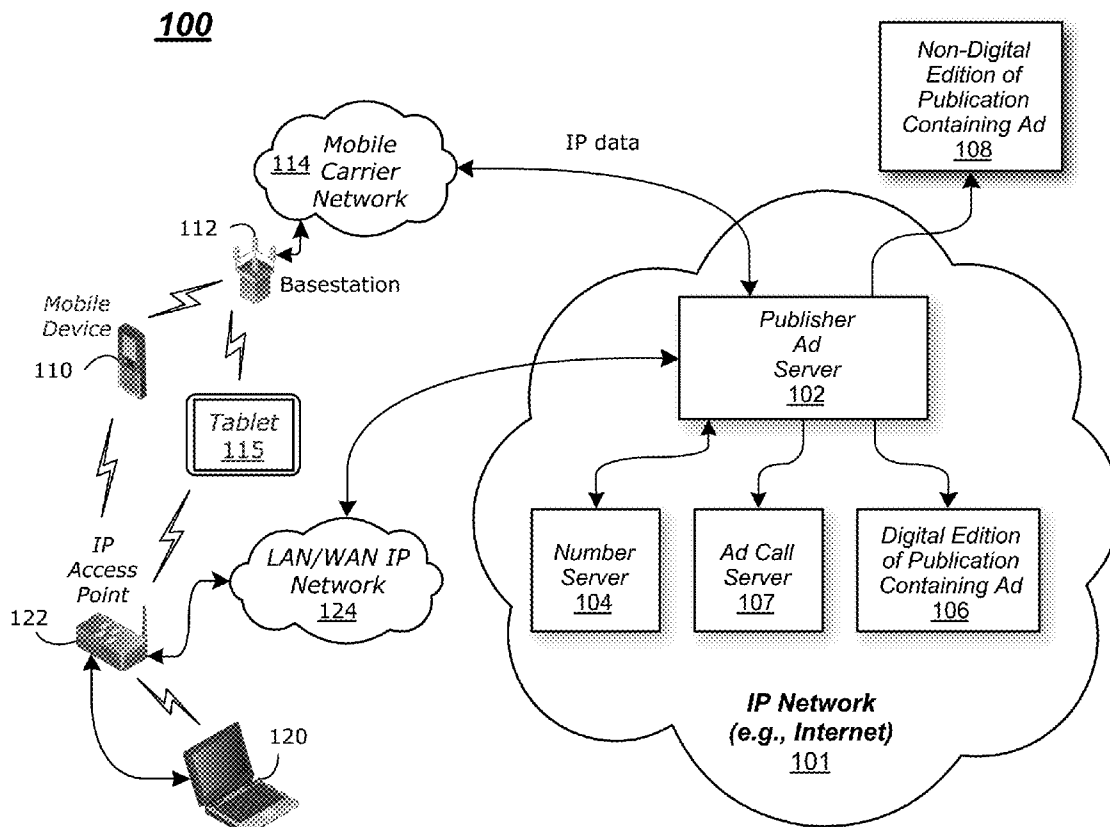 100
Non-Digital
Edition of
Publication
Containing Ad
108
IP data
114
Mobile
Carrier
Network
112
Basestation
Mobile
Device
110
Publisher
Ad
Server
102
Tablet
115
IP
Access
Point
122
LAN/WAN IP
Network
124
Number
Server
104
Ad Call
Server
107
Digital Edition
of Publication
Containing Ad
106
IP Network
(e.g., Internet)
101
120